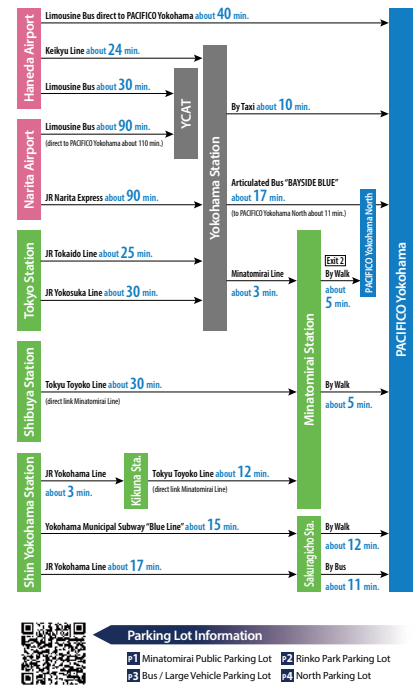 Haneda Airport
Limousine Bus direct to PACIFICO Yokohama about 40 min.
Keikyu Line about 24 min.
Limousine Bus about 30 min.
YCAT
Yokohama Station
By Taxi about 10 min.
Narita Airport
Limousine Bus about 90 min.
(direct to PACIFICO Yokohama about 110 min.)
JR Narita Express about 90 min.
Articulated Bus "BAYSIDE BLUE"
about 17 min.
(to PACIFICO Yokohama North about 11 min.)
PACIFICO Yokohama North
PACIFICO Yokohama
Tokyo Station
JR Tokaido Line about 25 min.
JR Yokosuka Line about 30 min.
Minatomirai Line
about 3 min.
Minatomirai Station
Exit 2
By Walk
about
5 min.
Shibuya Station
Tokyu Toyoko Line about 30 min.
(direct link Minatomirai Line)
By Walk
about 5 min.
Shin Yokohama Station
JR Yokohama Line
about 3 min.
Kikuna Sta.
Tokyu Toyoko Line about 12 min.
(direct link Minatomirai Line)
Yokohama Municipal Subway "Blue Line" about 15 min.
Sakuragicho Sta.
By Walk
about 12 min.
JR Yokohama Line about 17 min.
By Bus
about 11 min.
Parking Lot Information
P1 Minatomirai Public Parking Lot
P2 Rinko Park Parking Lot
P3 Bus / Large Vehicle Parking Lot
P4 North Parking Lot